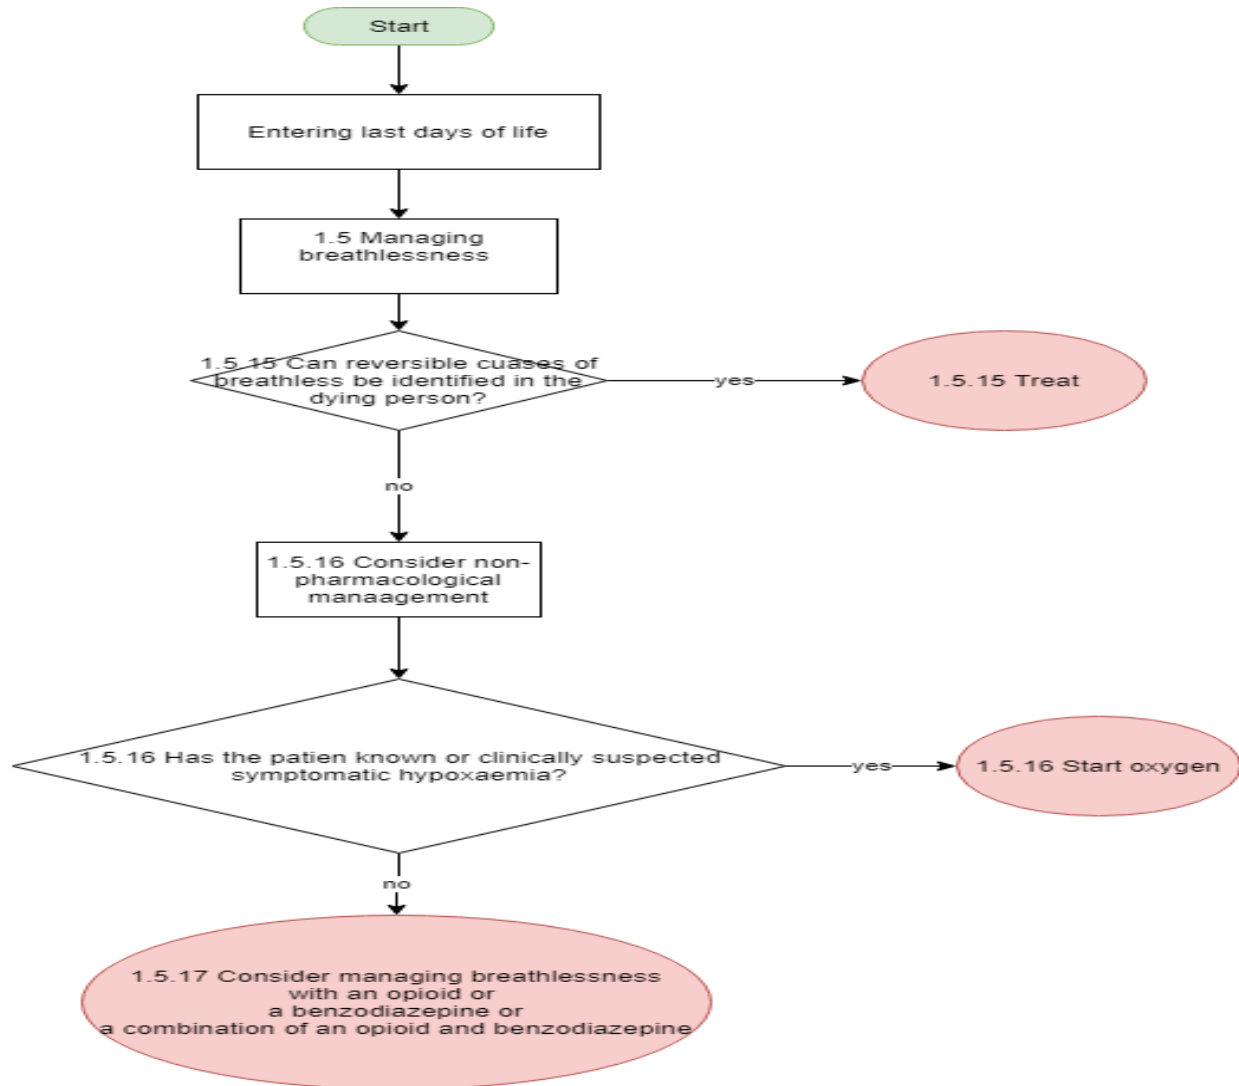 Start
Entering last days of life
1.5 Managing
breathlessness
1.5.15 Can reversible cuases of
breathless be identified in the
dying person?
yes
1.5.15 Treat
no
1.5.16 Consider non-
pharmacological
manaagement
1.5.16 Has the patien known or clinically suspected
symptomatic hypoxaemia?
yes
1.5.16 Start oxygen
no
1.5.17 Consider managing breathlessness
with an opioid or
a benzodiazepine or
a combination of an opioid and benzodiazepine